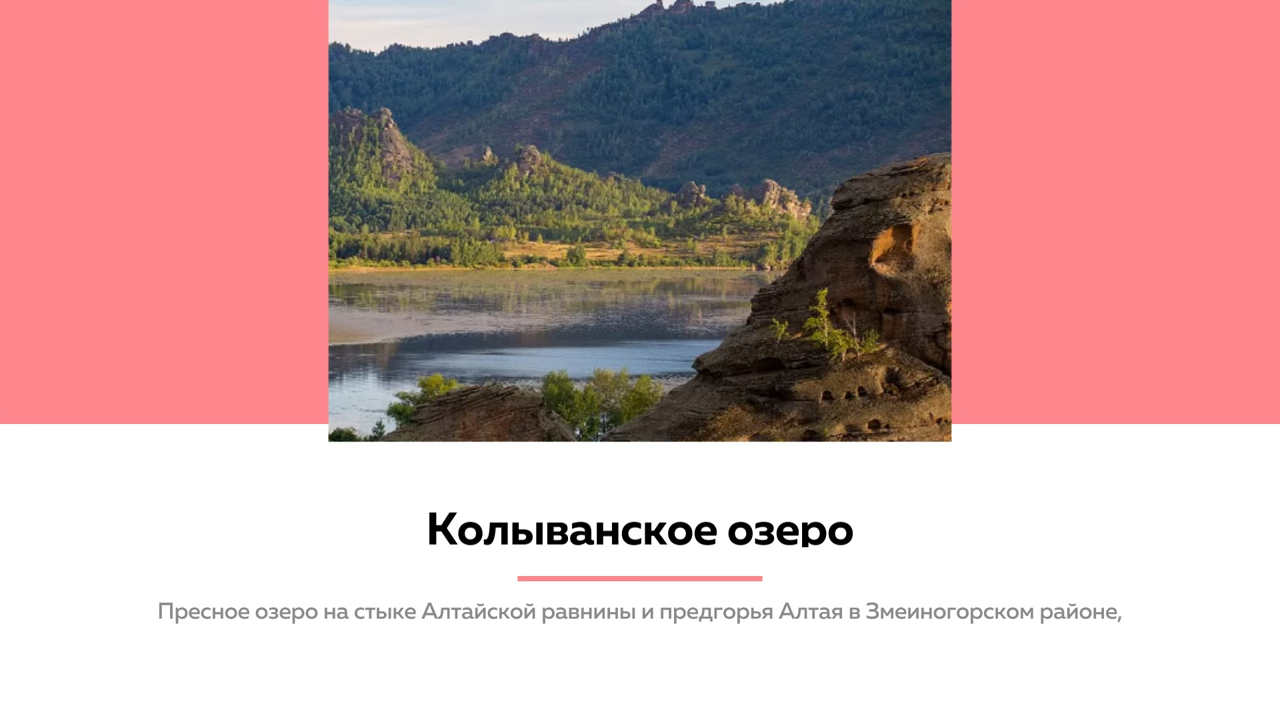 Колыванское озеро
Пресное озеро на стыке Алтайской равнины и предгорья Алтая в Змеиногорском районе,